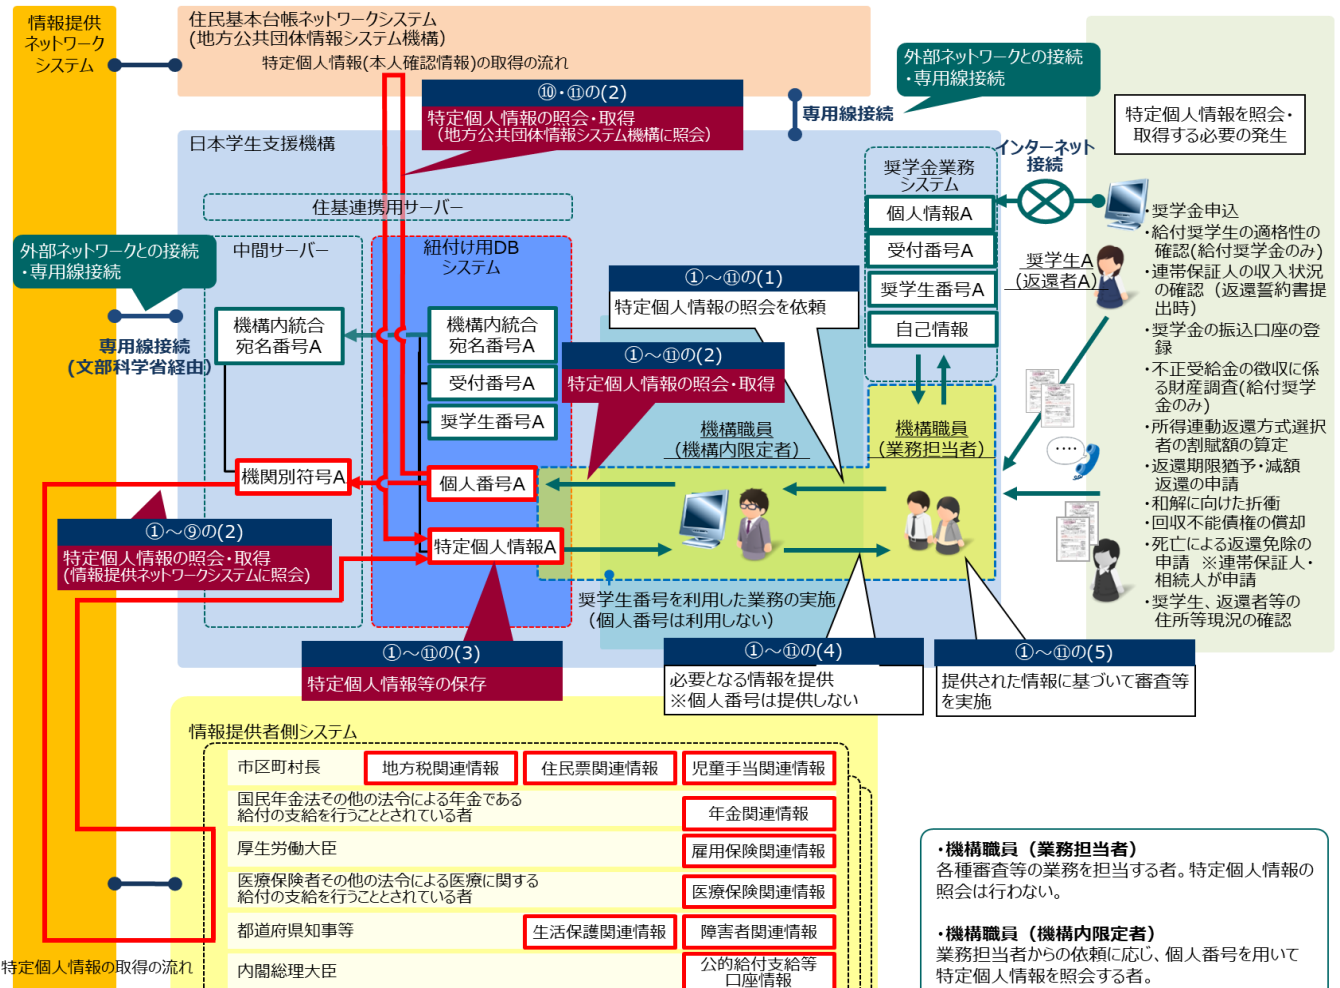 情報提供
ネットワーク
システム
住民基本台帳ネットワークシステム
(地方公共団体情報システム機構)
特定個人情報(本人確認情報)の取得の流れ
⑩・⑪の(2)
特定個人情報の照会・取得
(地方公共団体情報システム機構に照会)
専用線接続
外部ネットワークとの接続
・専用線接続
特定個人情報を照会・
取得する必要の発生
日本学生支援機構
住基連携用サーバー
インターネット
接続
奨学金業務
システム
個人情報A
受付番号A
奨学生番号A
自己情報
外部ネットワークとの接続
・専用線接続
専用線接続
(文部科学省経由)
中間サーバー
機構内統合
宛名番号A
機関別符号A
紐付け用DB
システム
機構内統合
宛名番号A
受付番号A
奨学生番号A
個人番号A
特定個人情報A
①～⑪の(1)
特定個人情報の照会を依頼
①～⑪の(2)
特定個人情報の照会・取得
機構職員
(機構内限定者)
機構職員
(業務担当者)
奨学生A
(返還者A)
・奨学金申込
・給付奨学生の適格性の
確認(給付奨学金のみ)
・連帯保証人の収入状況
の確認（返還誓約書提
出時）
・奨学金の振込口座の登
録
・不正受給金の徴収に係
る財産調査(給付奨学
金のみ)
・所得連動返還方式選択
者の割賦額の算定
・返還期限猶予・減額
返還の申請
・和解に向けた折衝
・回収不能債権の償却
・死亡による返還免除の
申請 ※連帯保証人・
相続人が申請
・奨学生、返還者等の
住所等現況の確認
①～⑨の(2)
特定個人情報の照会・取得
(情報提供ネットワークシステムに照会)
奨学生番号を利用した業務の実施
(個人番号は利用しない)
①～⑪の(3)
特定個人情報等の保存
①～⑪の(4)
必要となる情報を提供
※個人番号は提供しない
①～⑪の(5)
提供された情報に基づいて審査等
を実施
情報提供者側システム
市区町村長
地方税関連情報
住民票関連情報
児童手当関連情報
国民年金法その他の法令による年金である
給付の支給を行うこととされている者
年金関連情報
厚生労働大臣
雇用保険関連情報
医療保険者その他の法令による医療に関する
給付の支給を行うこととされている者
医療保険関連情報
都道府県知事等
生活保護関連情報
障害者関連情報
内閣総理大臣
公的給付支給等
口座情報
特定個人情報の取得の流れ
・機構職員（業務担当者）
各種審査等の業務を担当する者。特定個人情報の
照会は行わない。
・機構職員（機構内限定者）
業務担当者からの依頼に応じ、個人番号を用いて
特定個人情報を照会する者。